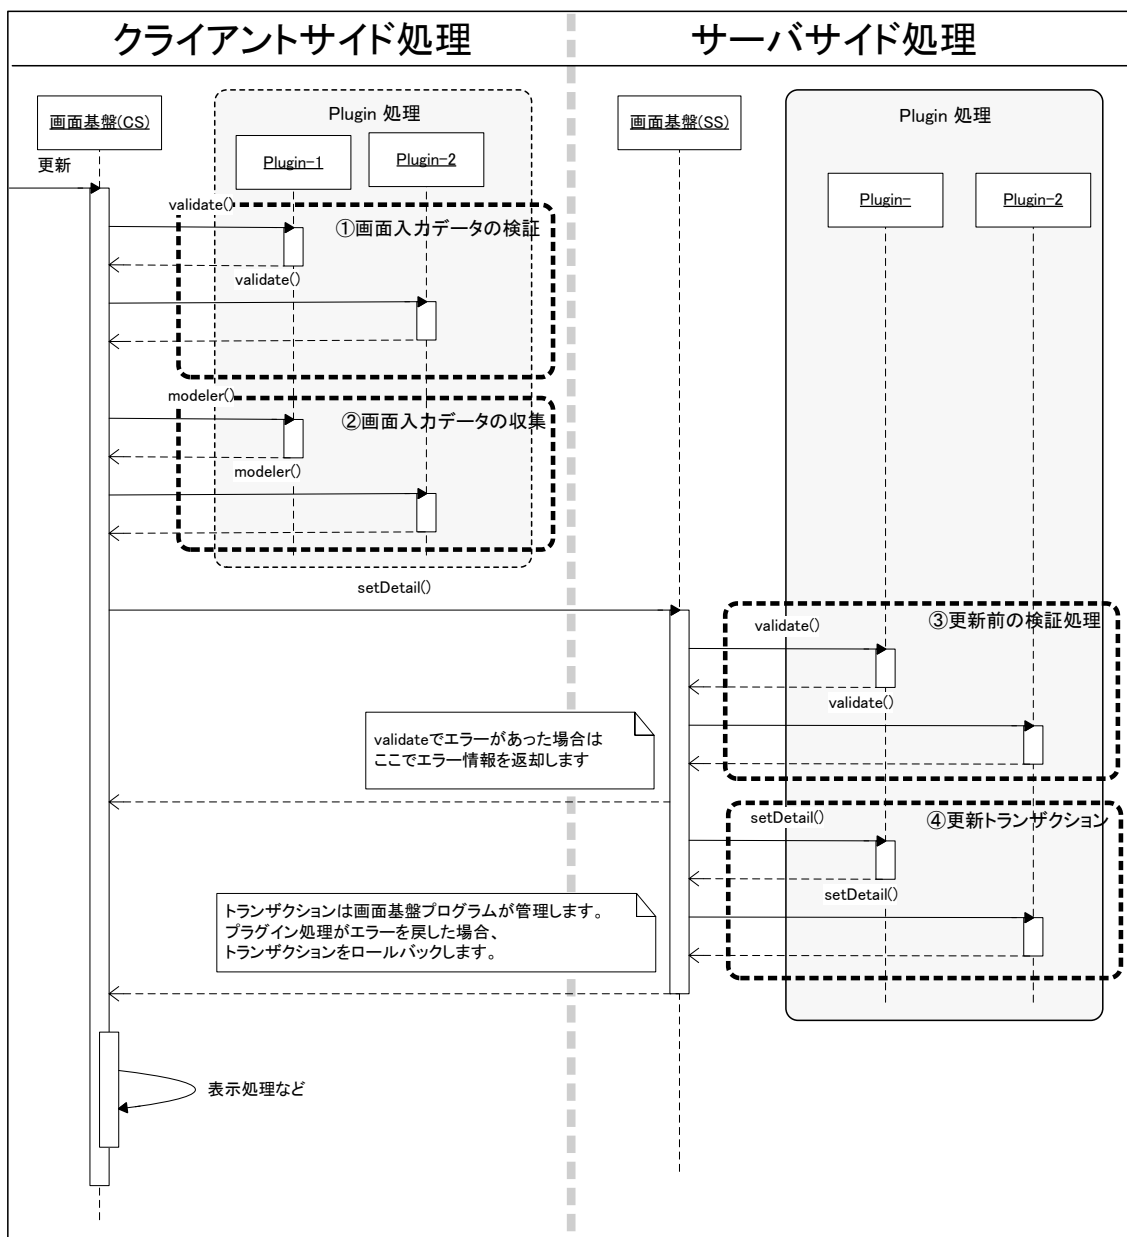 クライアントサイド処理
サーバサイド処理
画面基盤(CS)
Plugin 処理
Plugin-1
Plugin-2
画面基盤(SS)
Plugin 処理
Plugin-
Plugin-2
更新
validate()
①画面入力データの検証
validate()
modeler()
②画面入力データの収集
modeler()
setDetail()
③更新前の検証処理
validate()
validate()
validateでエラーがあった場合は
ここでエラー情報を返却します
setDetail()
④更新トランザクション
setDetail()
トランザクションは画面基盤プログラムが管理します。
プラグイン処理がエラーを戻した場合、
トランザクションをロールバックします。
表示処理など